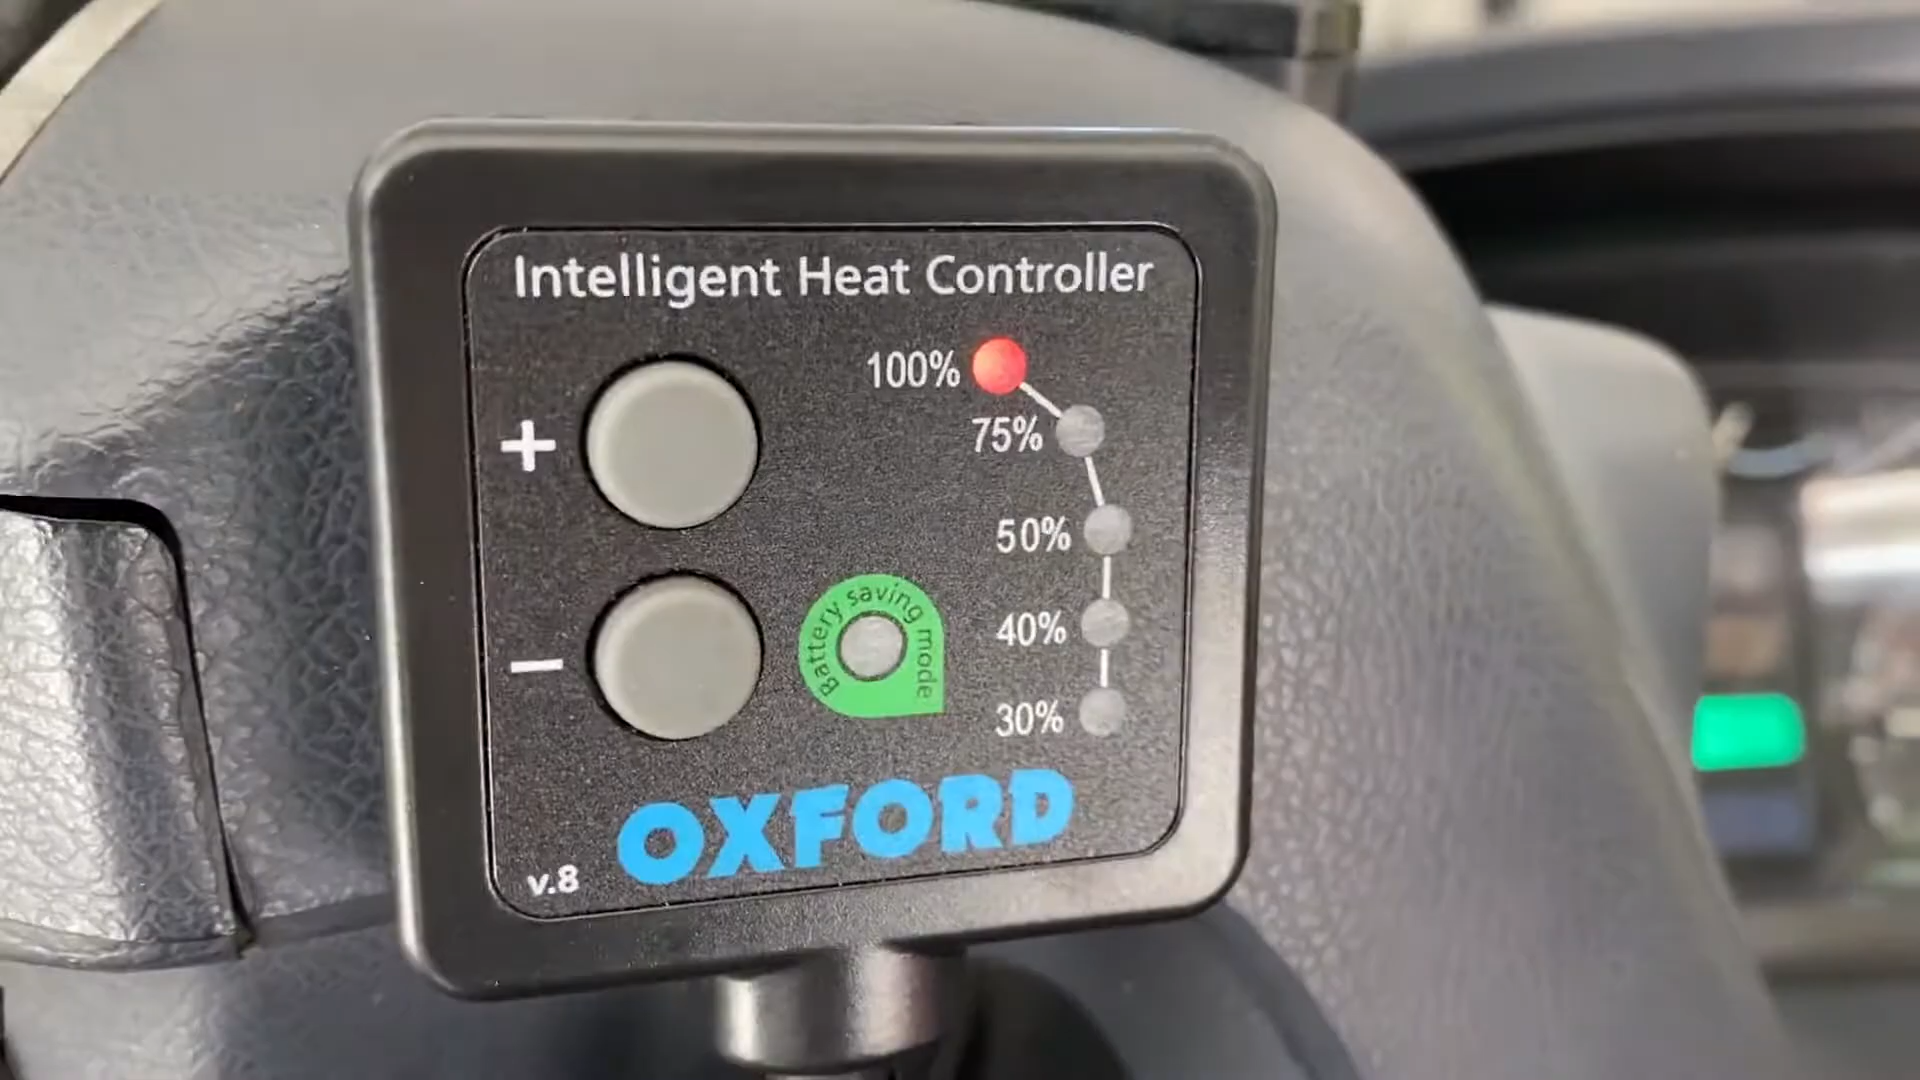 Intelligent Heat Controller
100%
+
75%
50%
Battery saving mode
40%
−
30%
OXFORD
v.8